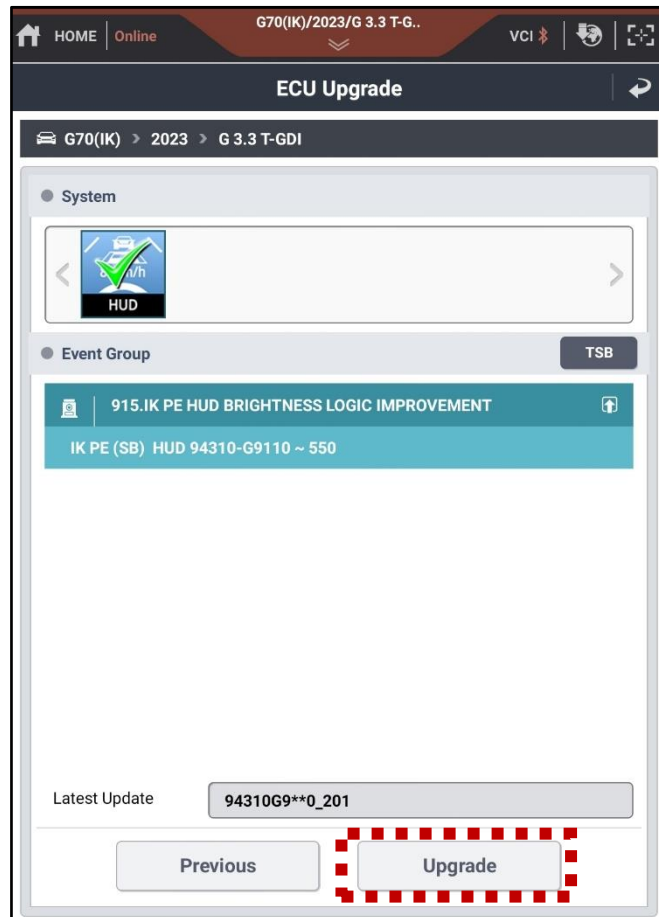 G70(IK)/2023/G 3.3 T-G..
HOME Online VCI
ECU Upgrade
G70(IK) > 2023 > G 3.3 T-GDI
System
HUD
Event Group TSB
915.IK PE HUD BRIGHTNESS LOGIC IMPROVEMENT
IK PE (SB) HUD 94310-G9110 ~ 550
Latest Update 94310G9**0_201
Previous Upgrade